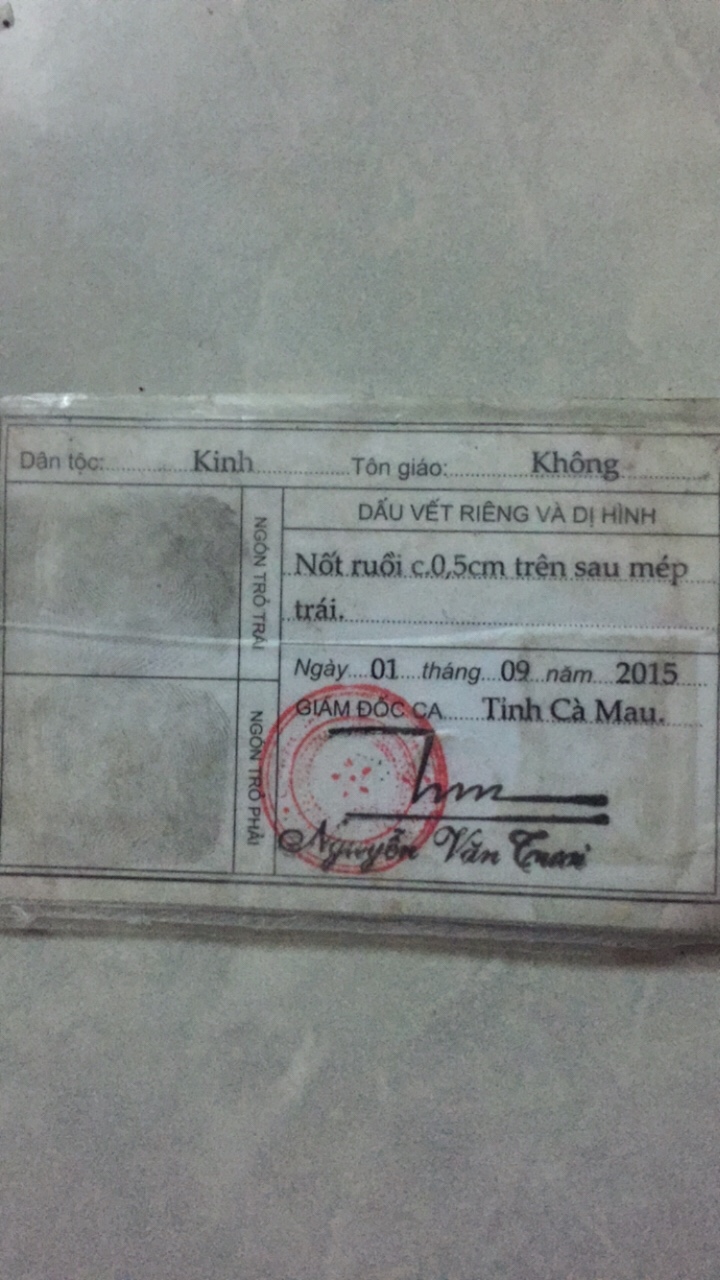 Dân tộc: Kinh Tôn giáo: Không
NGÓN TRỎ TRÁI
DẤU VẾT RIÊNG VÀ DỊ HÌNH
Nốt ruồi c.0,5cm trên sau mép
trái.
NGÓN TRỎ PHẢI
Ngày 01 tháng 09 năm 2015
GIÁM ĐỐC CA Tỉnh Cà Mau.
Nguyễn Văn